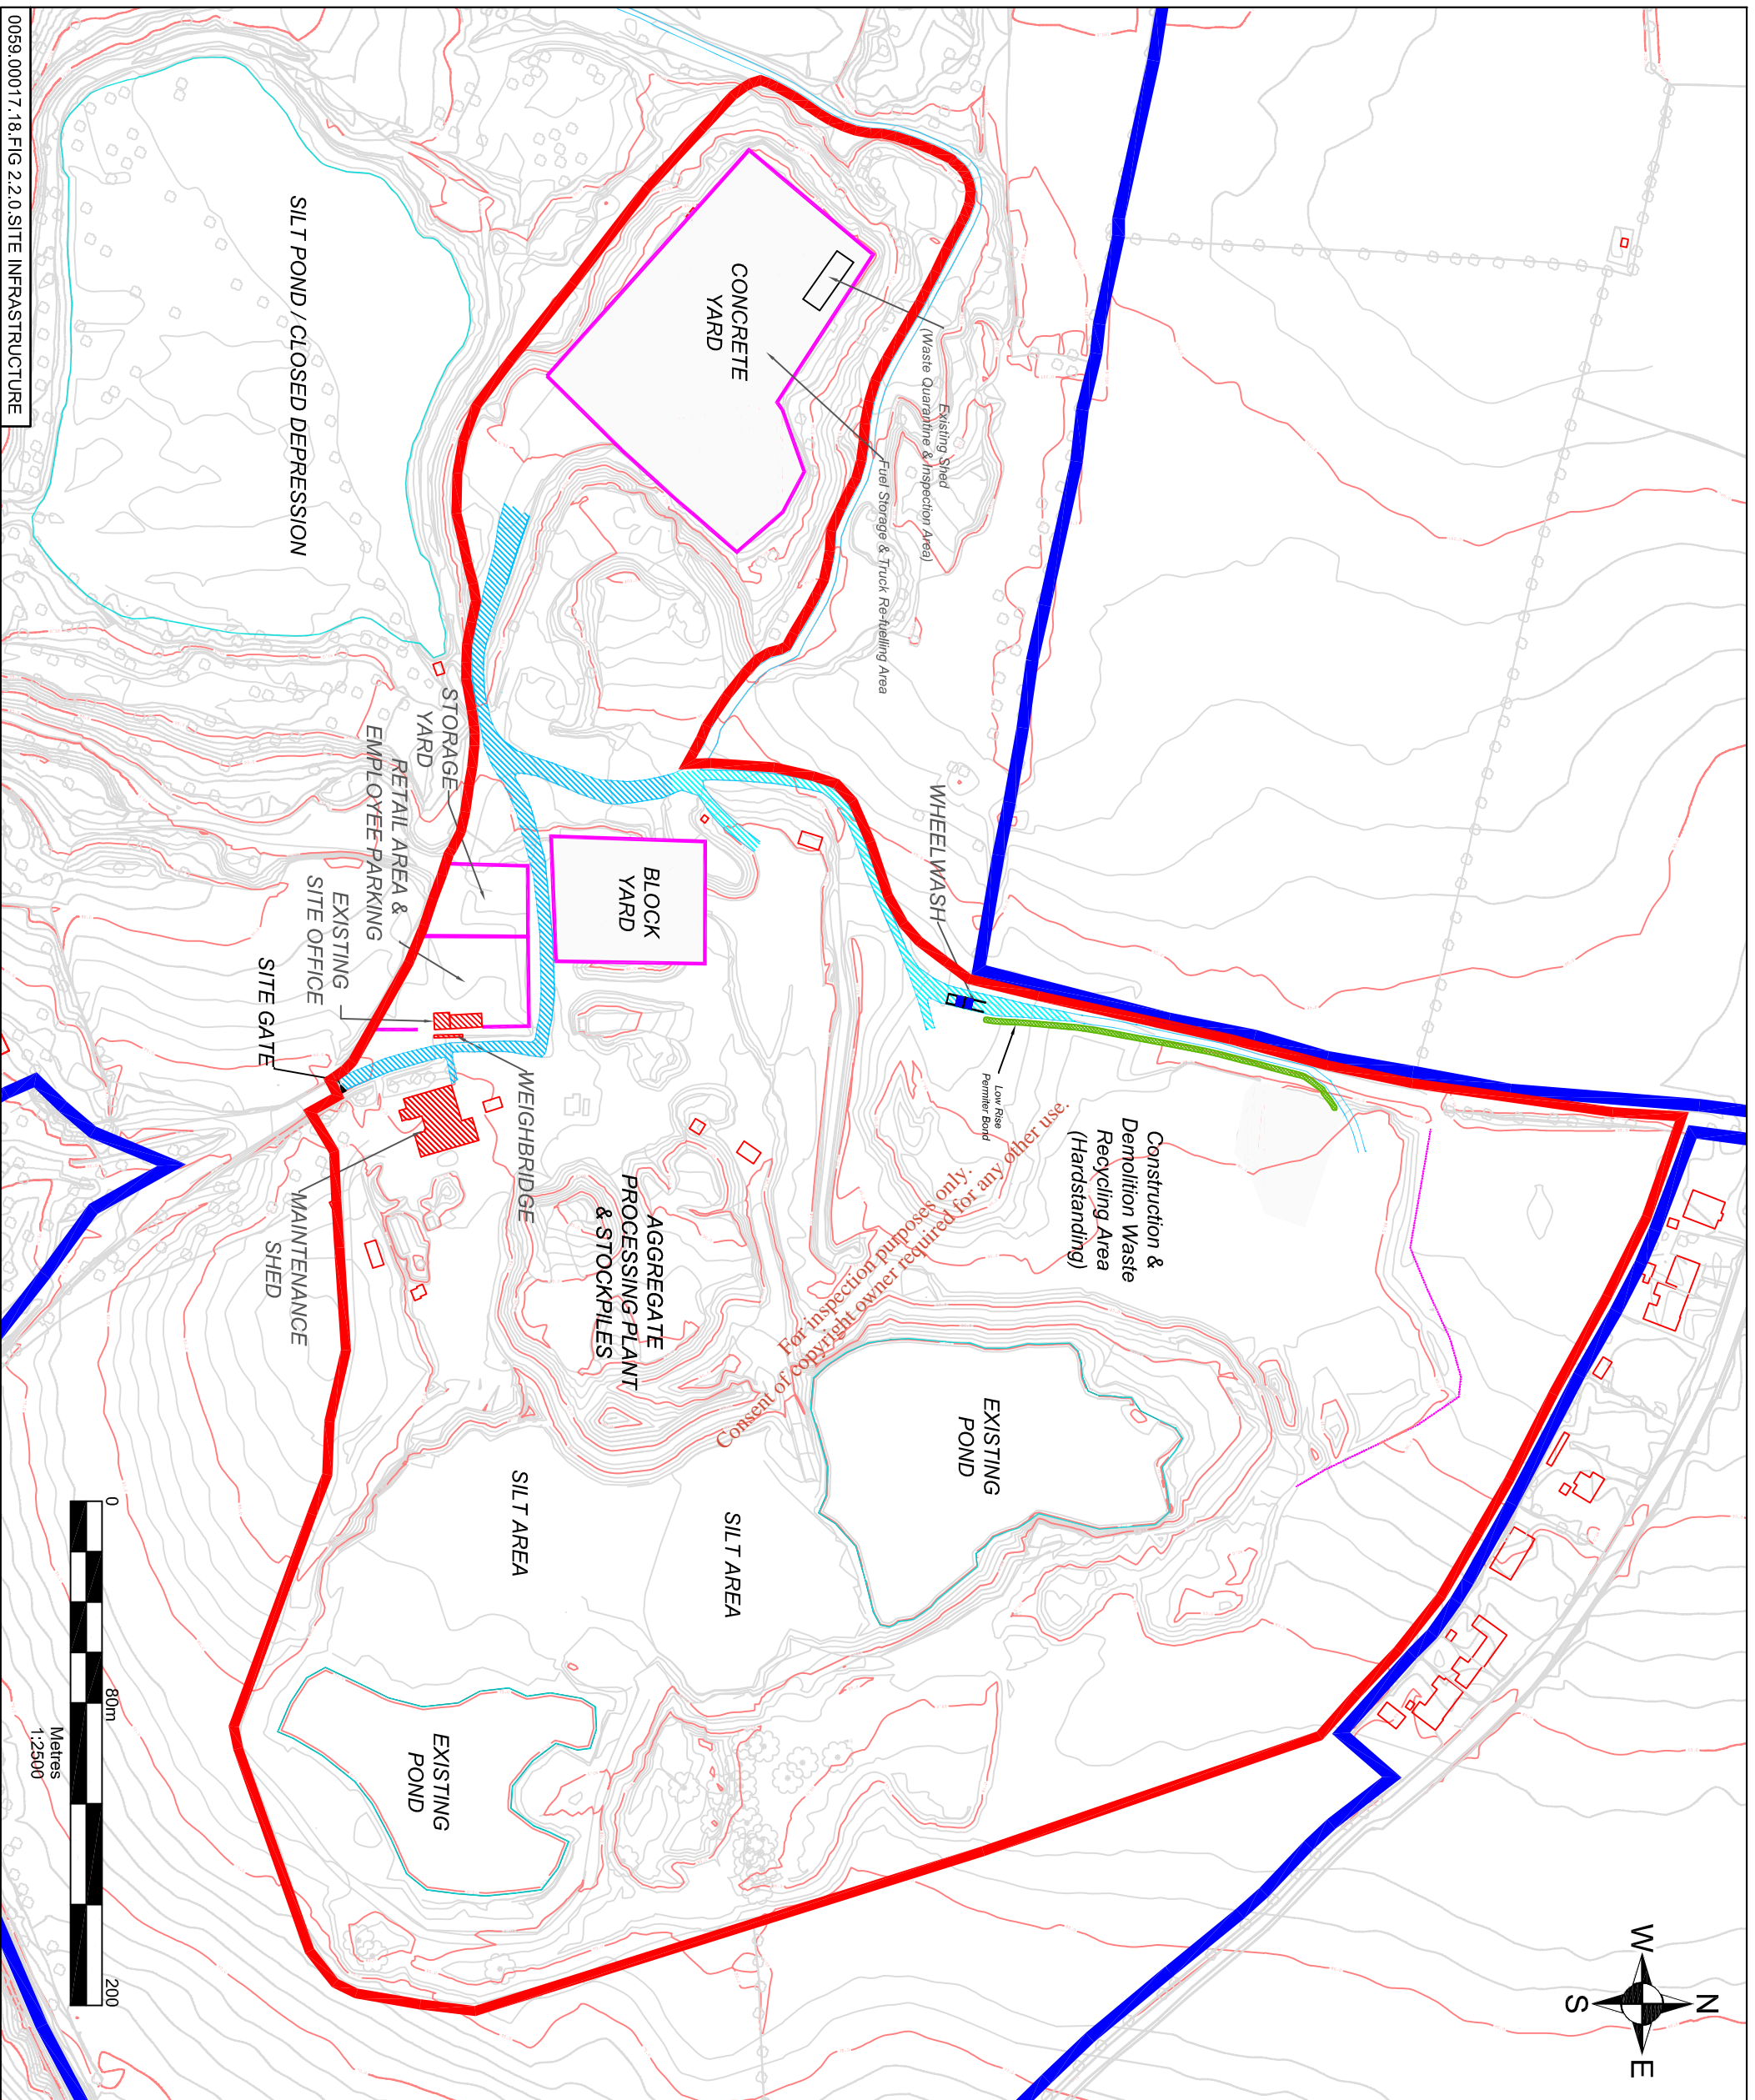 N
W
E
S
Construction &
Demolition Waste
Recycling Area
(Hardstanding)
Low Rise
Permiter Bond
WHEELWASH
EXISTING
POND
Existing Shed
(Waste Quarantine & Inspection Area)
Fuel Storage & Truck Re-fuelling Area
CONCRETE
YARD
BLOCK
YARD
AGGREGATE
PROCESSING PLANT
& STOCKPILES
SILT AREA
SILT AREA
WEIGHBRIDGE
STORAGE
YARD
RETAIL AREA &
EMPLOYEE PARKING
EXISTING
SITE OFFICE
SITE GATE
MAINTENANCE
SHED
EXISTING
POND
SILT POND / CLOSED DEPRESSION
For inspection purposes only.
Consent of copyright owner required for any other use.
0
80m
200
Metres
1:2500
0059.00017.18.FIG 2.2.0.SITE INFRASTRUCTURE